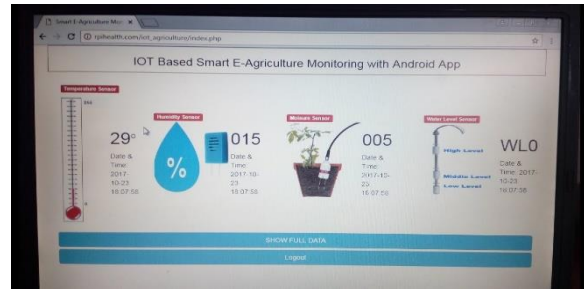 Smart E-Agriculture Mon
rpihealth.com/iot_agriculture/index.php
IOT Based Smart E-Agriculture Monitoring with Android App
Temperature Sensor
29°
Date &
Time
2017-
10-23
16:07:58
Humidity Sensor
%
015
Date &
Time
2017-10-
23
16:07:58
Moisure Sensor
005
Date &
Time
2017-10-
23
16:07:58
Water Level Sensor
High Level
Middle Level
Low Level
WL0
Date &
Time 2017-
10-23
16:07:58
SHOW FULL DATA
Logout